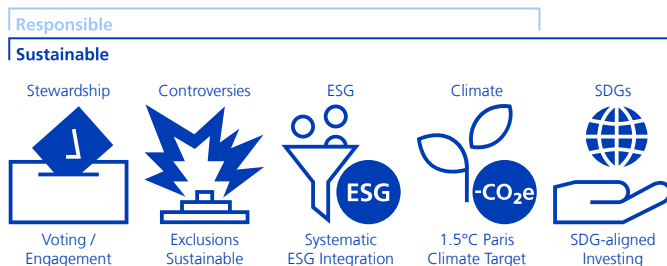 Responsible
Sustainable
Stewardship
Controversies
ESG
Climate
SDGs
ESG
-CO₂e
Voting /
Engagement
Exclusions
Sustainable
Systematic
ESG Integration
1.5°C Paris
Climate Target
SDG-aligned
Investing